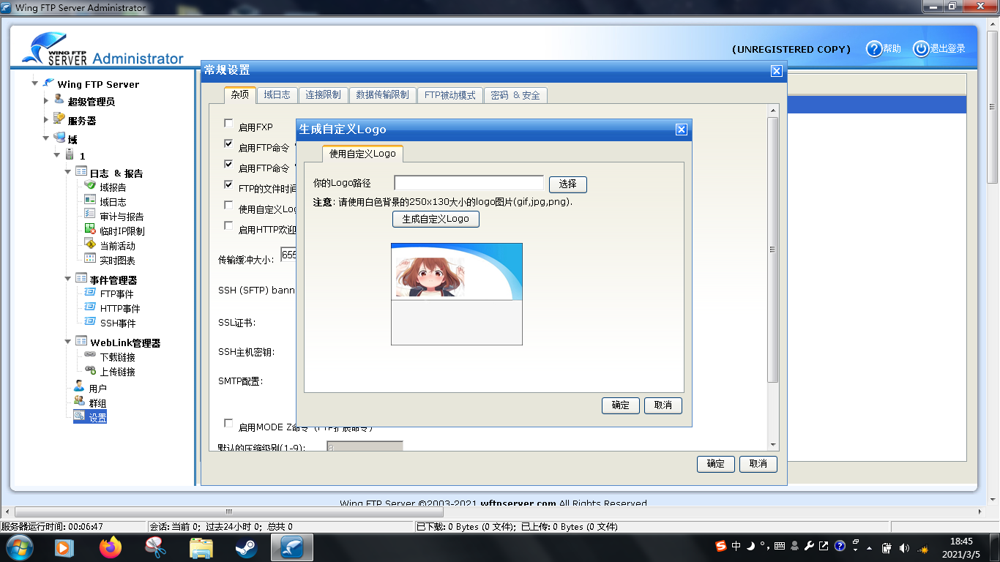 Wing FTP Server Administrator
WING FTP SERVER Administrator
(UNREGISTERED COPY)
帮助
退出登录
Wing FTP Server
超级管理员
服务器
域
1
日志 & 报告
域报告
域日志
审计与报告
临时IP限制
当前活动
实时图表
事件管理器
FTP事件
HTTP事件
SSH事件
WebLink管理器
下载链接
上传链接
用户
群组
设置
常规设置
杂项
域日志
连接限制
数据传输限制
FTP被动模式
密码 & 安全
启用FXP
启用FTP命令
启用FTP命令
FTP的文件时间
使用自定义Log
启用HTTP欢迎
传输缓冲大小:
655
SSH (SFTP) bann
SSL证书:
SSH主机密钥:
SMTP配置:
启用MODE Z命令 (FTP扩展命令)
默认的压缩级别(1-9):
8
确定
取消
生成自定义Logo
使用自定义Logo
你的Logo路径
选择
注意: 请使用白色背景的250x130大小的logo图片(gif,jpg,png).
生成自定义Logo
确定
取消
Wing FTP Server ©2003-2021 wftpserver.com All Rights Reserved
服务器运行时间: 00:06:47
会话: 当前 0; 过去24小时 0; 总共 0
已下载: 0 Bytes (0 文件); 已上传: 0 Bytes (0 文件)
中
18:45
2021/3/5